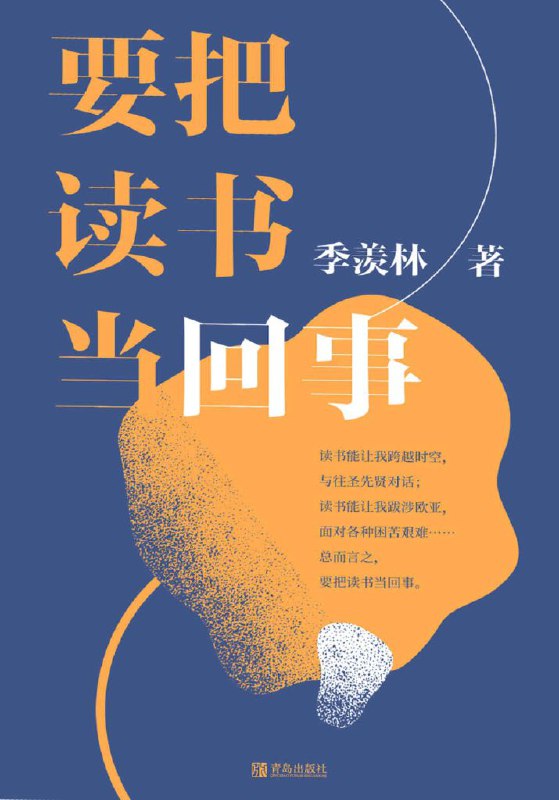 要把
读书
当回事
季羡林 著
读书能让我跨越时空，
与往圣先贤对话；
读书能让我跋涉欧亚，
面对各种困苦艰难……
总而言之，
要把读书当回事。
青岛出版社